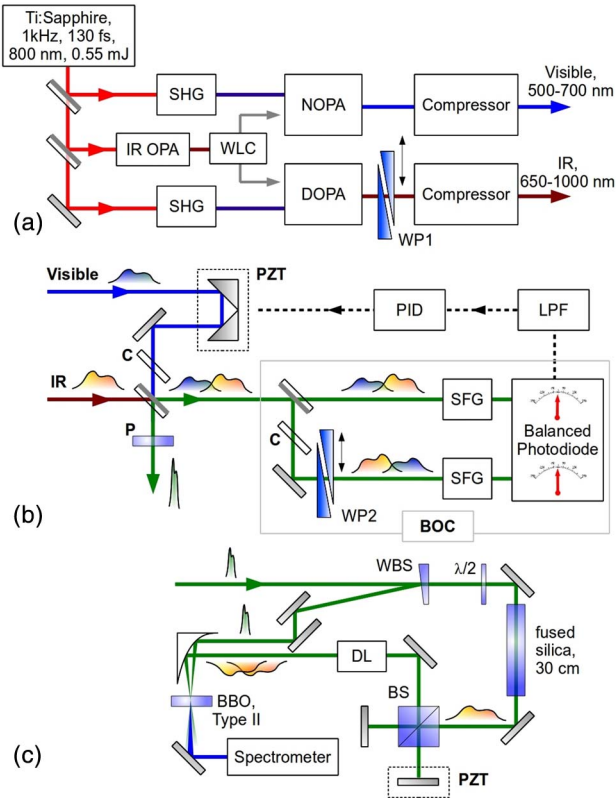 Ti:Sapphire,
1kHz, 130 fs,
800 nm, 0.55 mJ
Visible,
500-700 nm
SHG
NOPA
Compressor
IR OPA
WLC
IR,
650-1000 nm
SHG
DOPA
Compressor
WP1
(a)
Visible
PZT
PID
LPF
C
IR
SFG
P
C
Balanced
Photodiode
SFG
WP2
BOC
(b)
WBS
λ/2
fused
silica,
30 cm
DL
BS
BBO,
Type II
Spectrometer
PZT
(c)